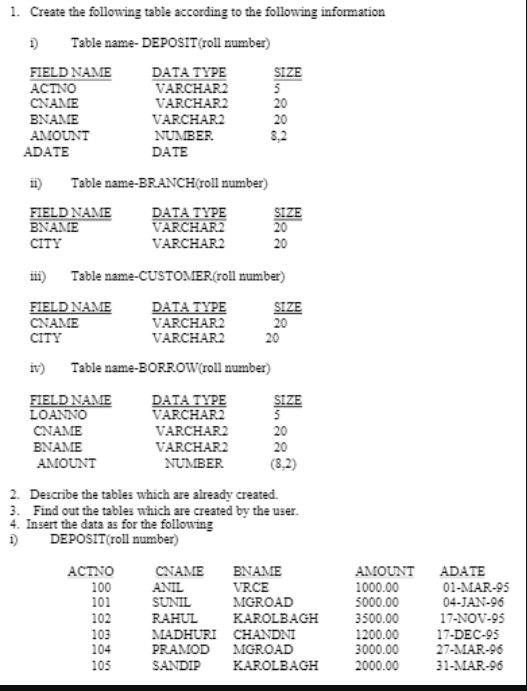 1. Create the following table according to the following information
i) Table name- DEPOSIT(roll number)
FIELD NAME DATA TYPE SIZE
ACTNO VARCHAR2 5
CNAME VARCHAR2 20
BNAME VARCHAR2 20
AMOUNT NUMBER 8,2
ADATE DATE
ii) Table name-BRANCH(roll number)
FIELD NAME DATA TYPE SIZE
BNAME VARCHAR2 20
CITY VARCHAR2 20
iii) Table name-CUSTOMER(roll number)
FIELD NAME DATA TYPE SIZE
CNAME VARCHAR2 20
CITY VARCHAR2 20
iv) Table name-BORROW(roll number)
FIELD NAME DATA TYPE SIZE
LOANNO VARCHAR2 5
CNAME VARCHAR2 20
BNAME VARCHAR2 20
AMOUNT NUMBER (8,2)
2. Describe the tables which are already created.
3. Find out the tables which are created by the user.
4. Insert the data as for the following
i) DEPOSIT(roll number)
ACTNO CNAME BNAME AMOUNT ADATE
100 ANIL VRCE 1000.00 01-MAR-95
101 SUNIL MGROAD 5000.00 04-JAN-96
102 RAHUL KAROLBAGH 3500.00 17-NOV-95
103 MADHURI CHANDNI 1200.00 17-DEC-95
104 PRAMOD MGROAD 3000.00 27-MAR-96
105 SANDIP KAROLBAGH 2000.00 31-MAR-96